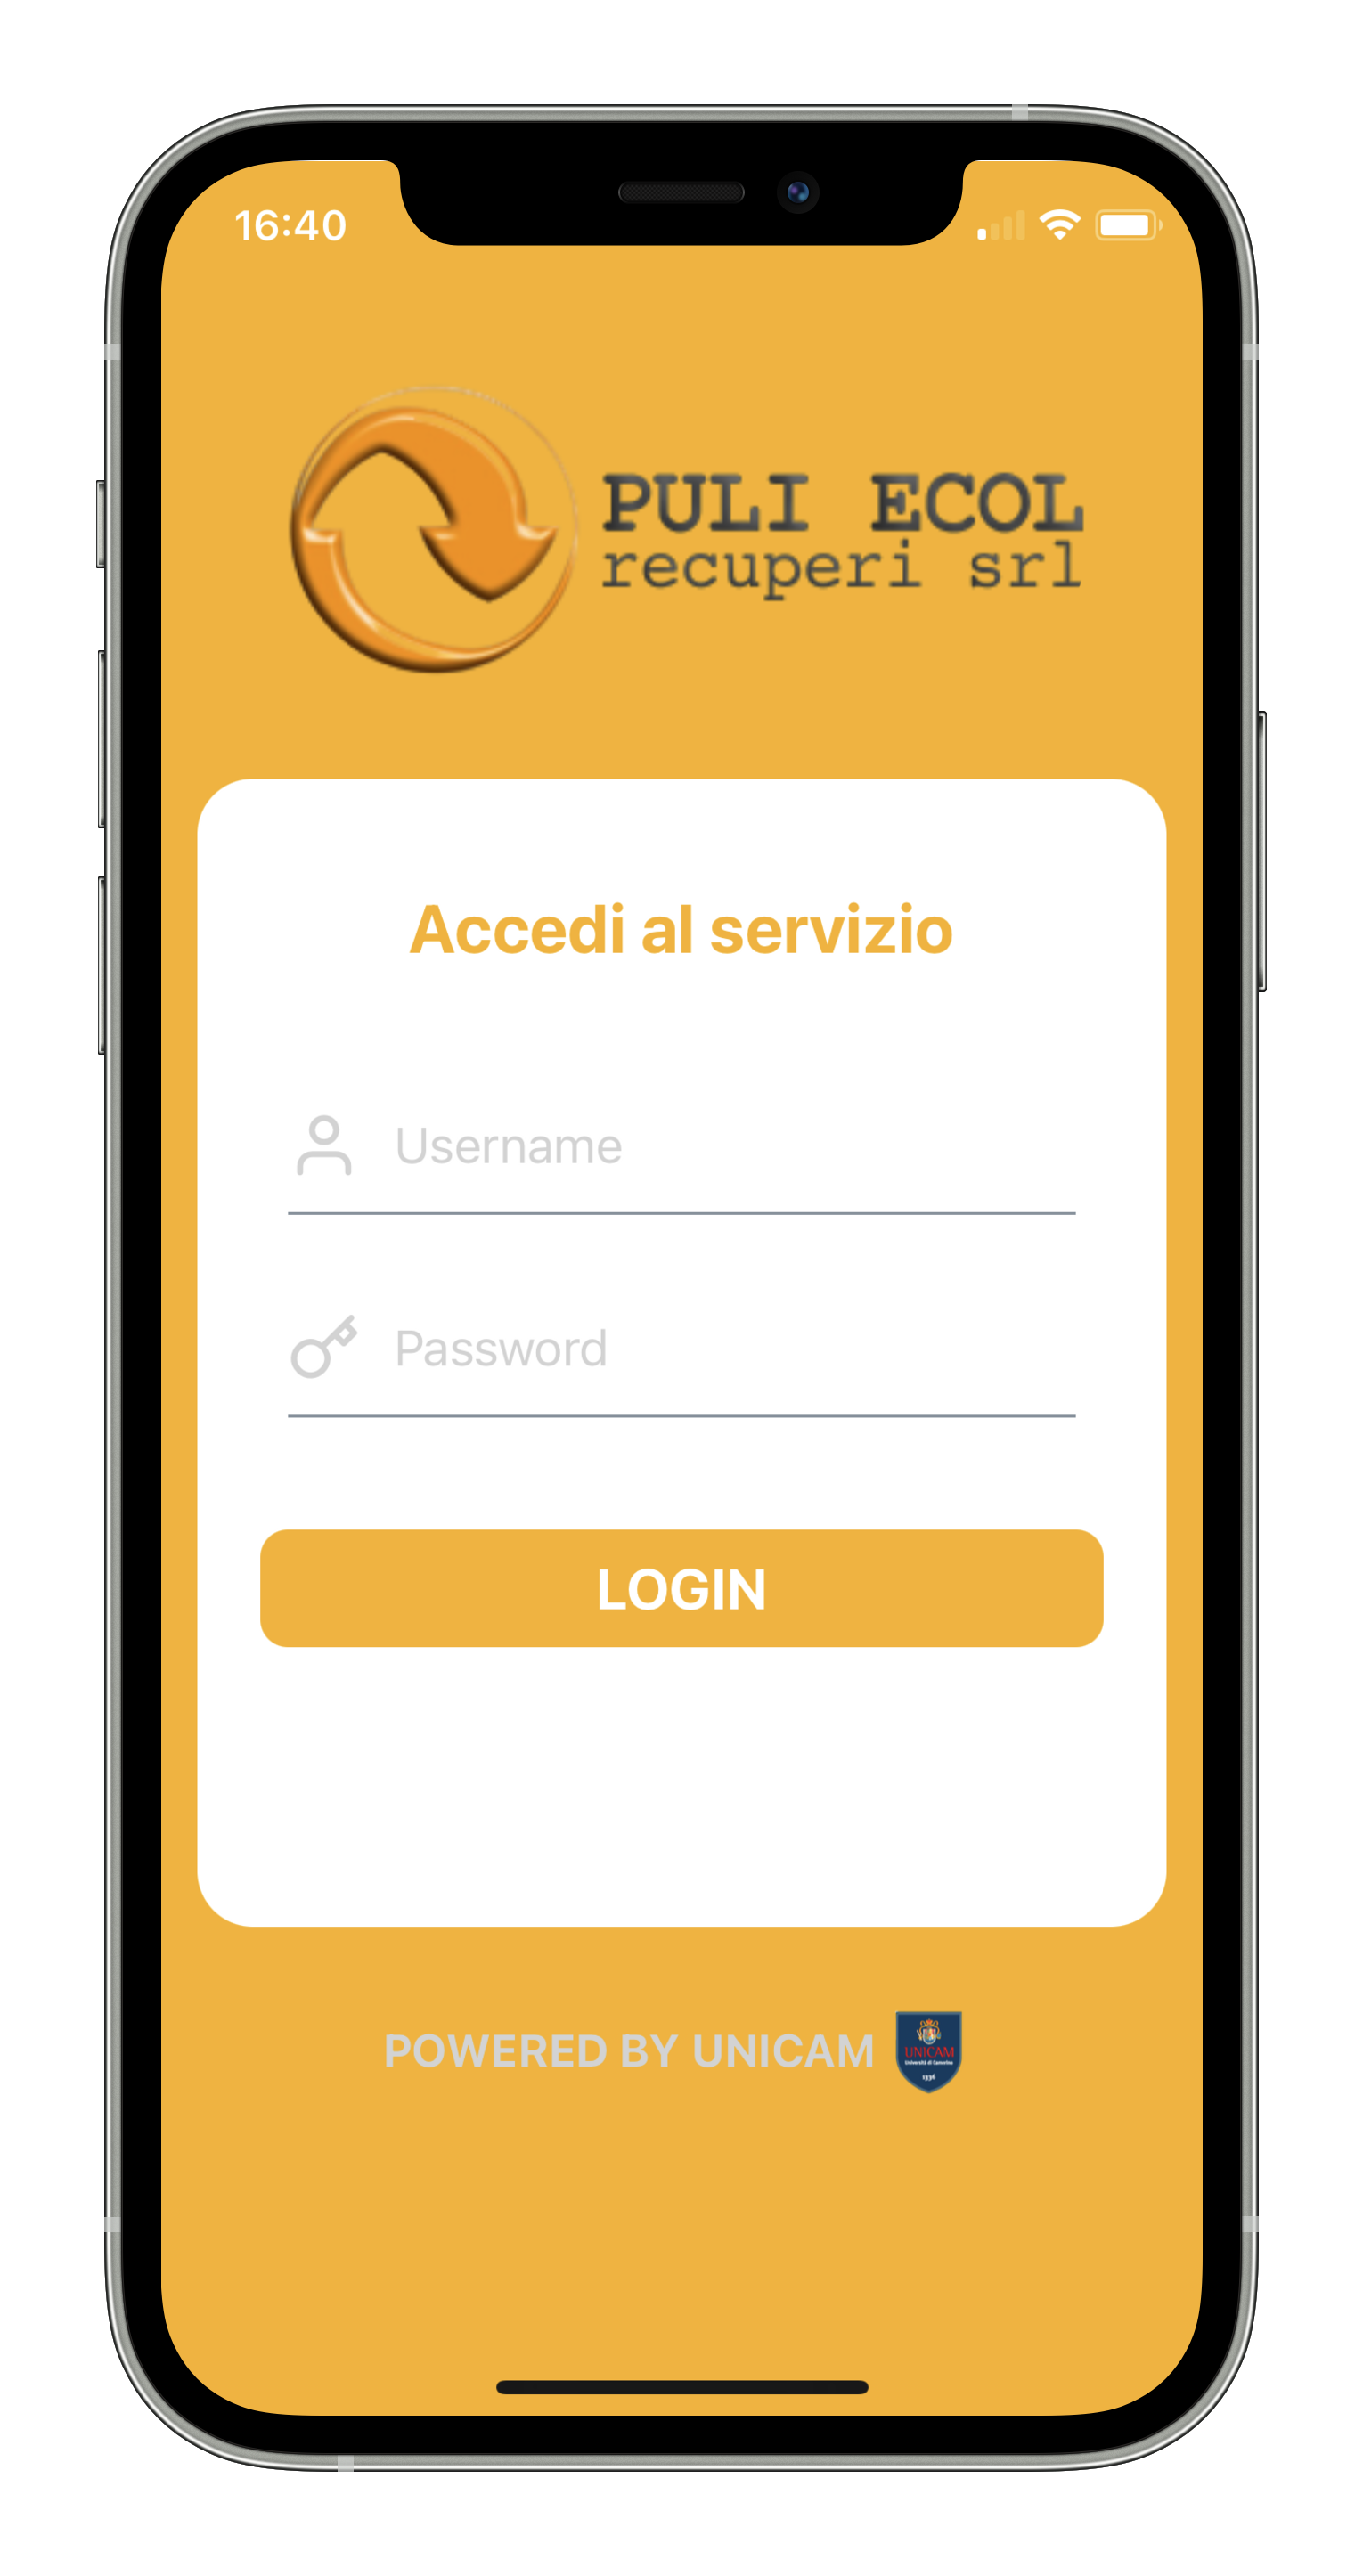 16:40
PULI ECOL
recuperi srl
Accedi al servizio
Username
Password
LOGIN
POWERED BY UNICAM
UNICAM
Università di Camerino
1336